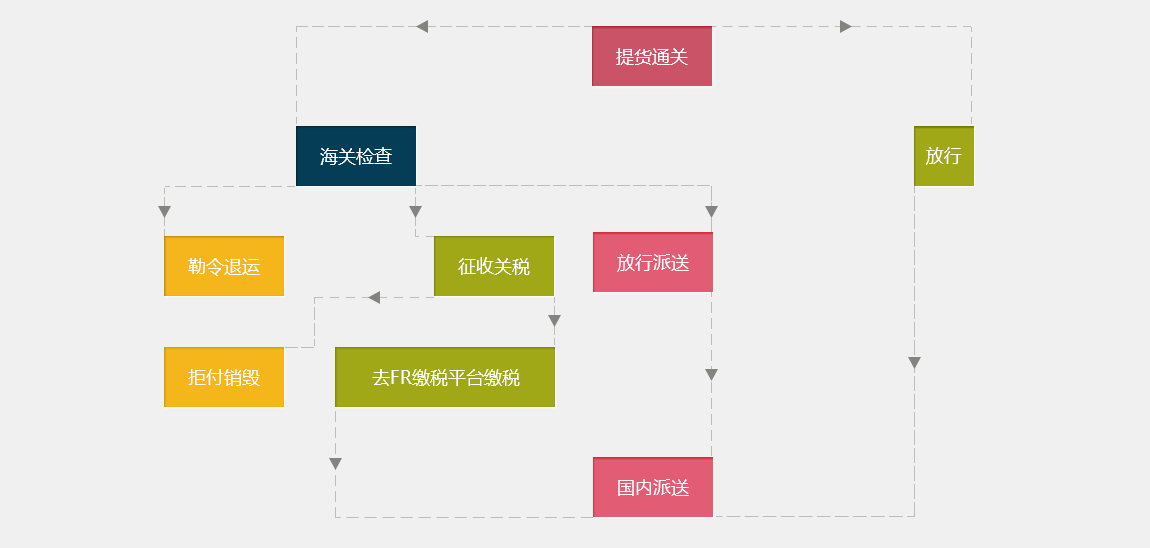 提货通关
海关检查
放行
勒令退运
征收关税
放行派送
拒付销毁
去FR缴税平台缴税
国内派送